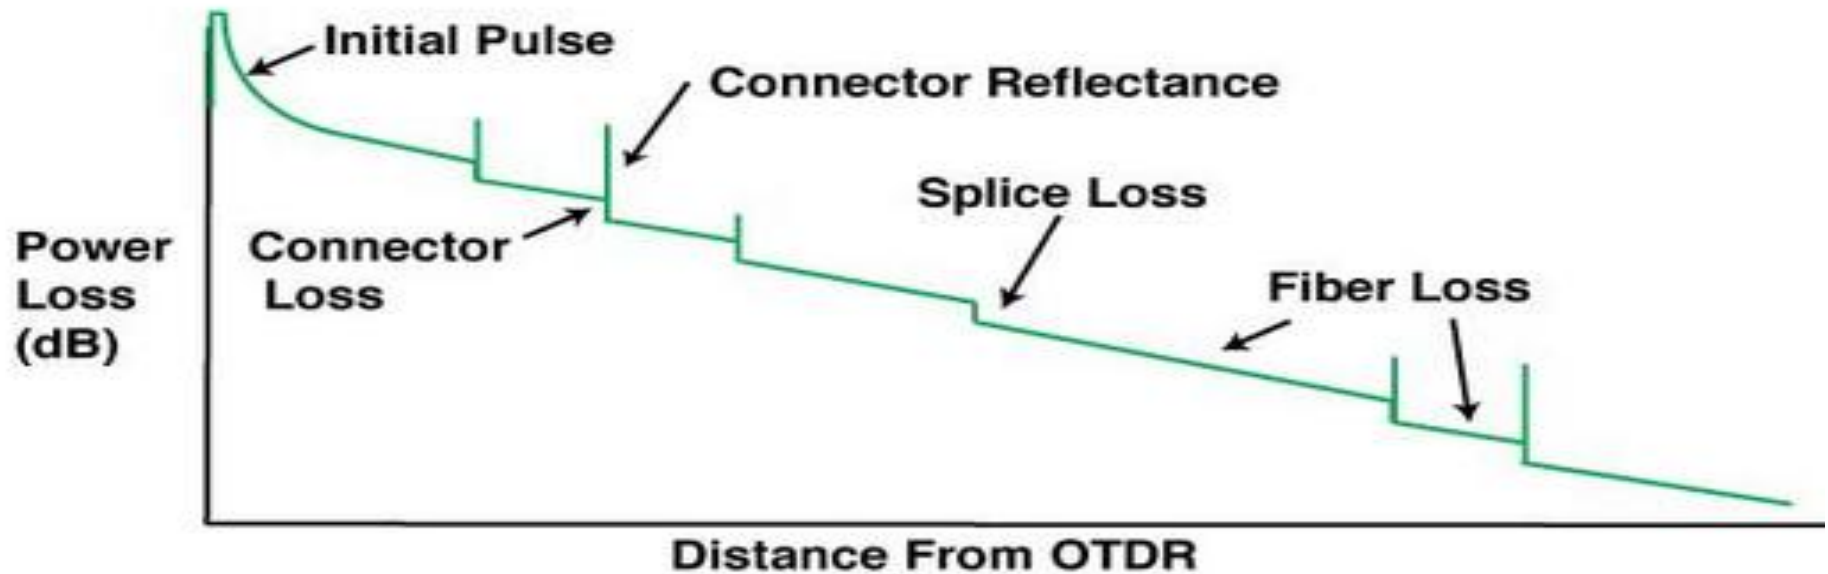 Initial Pulse
Connector Reflectance
Splice Loss
Power
Loss
(dB)
Connector
Loss
Fiber Loss
Distance From OTDR